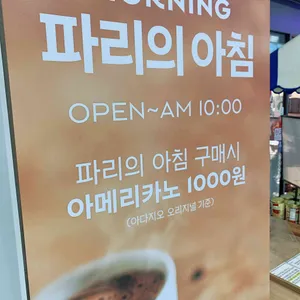 MORNING
파리의 아침
OPEN~AM 10:00
파리의 아침 구매시
아메리카노 1000원
(아다지오 오리지널 기준)